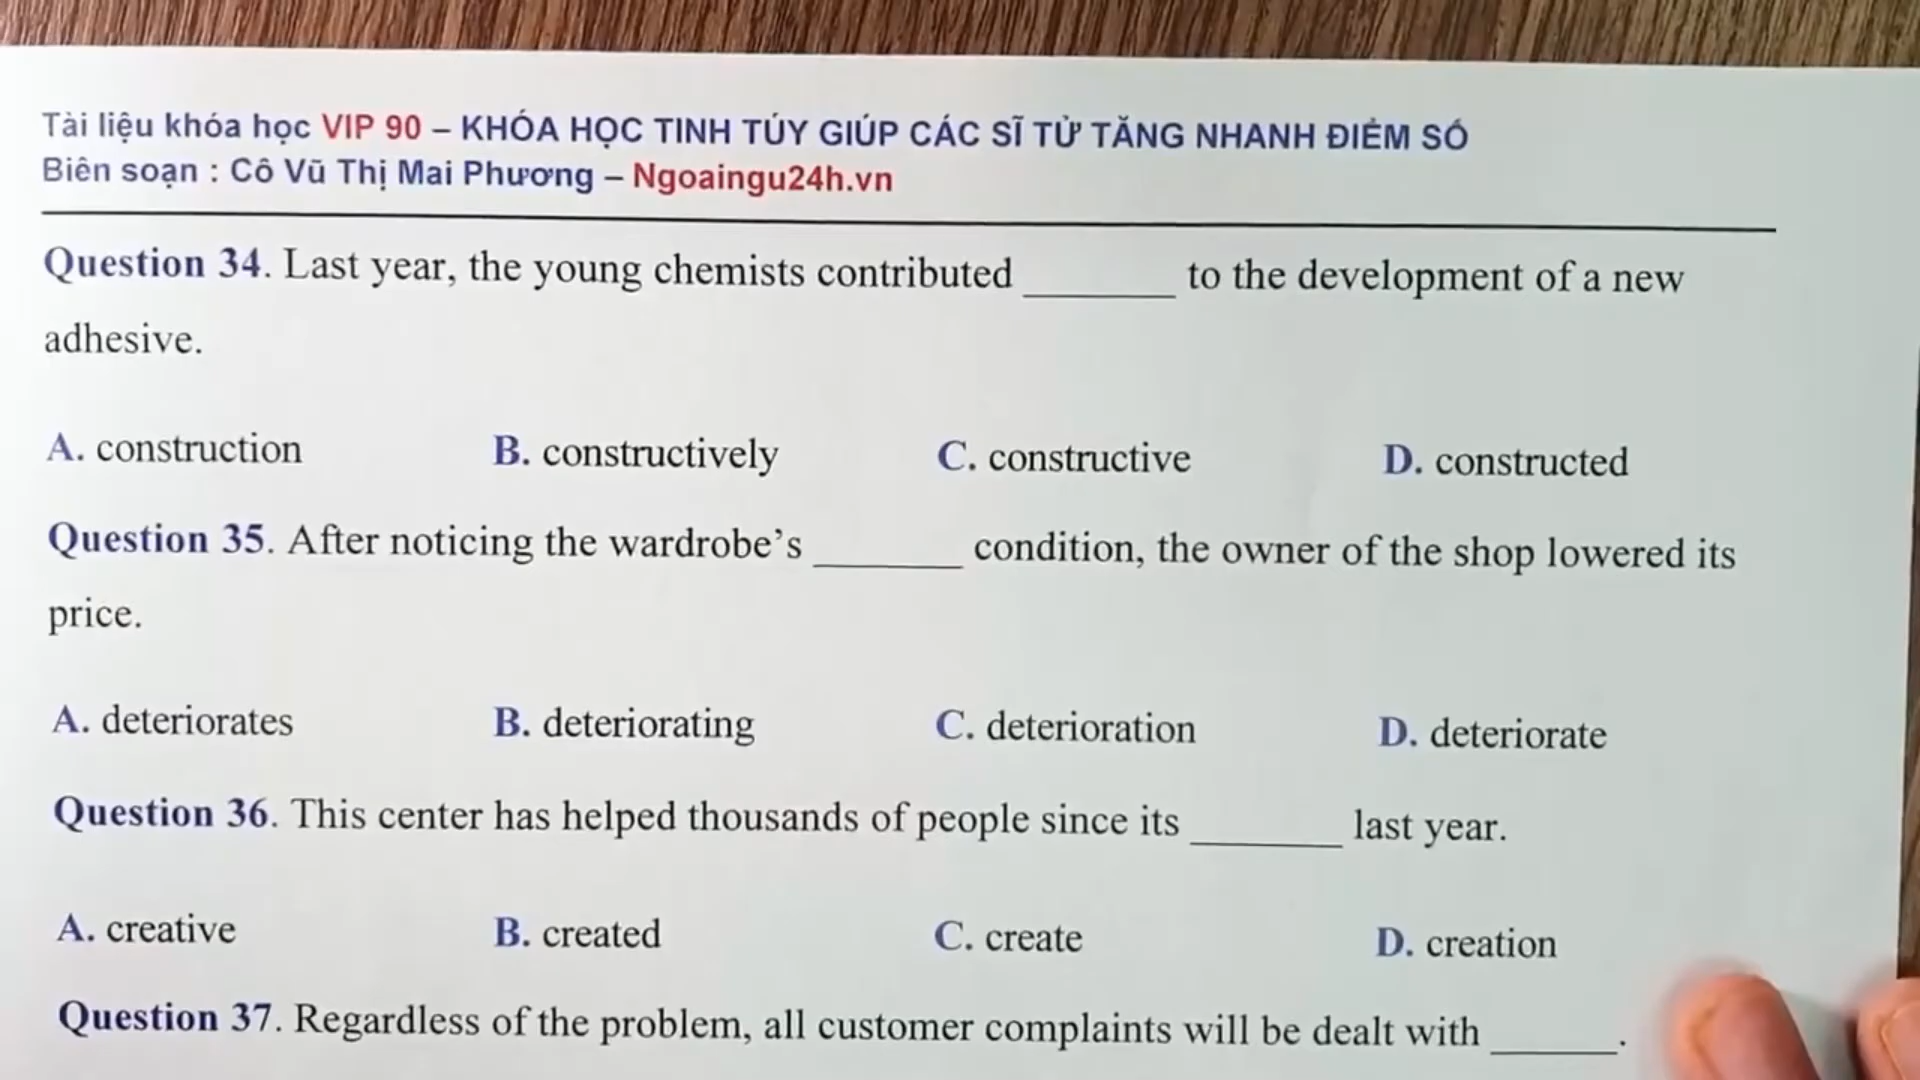 Tài liệu khóa học VIP 90 – KHÓA HỌC TINH TÚY GIÚP CÁC SĨ TỬ TĂNG NHANH ĐIỂM SỐ
Biên soạn : Cô Vũ Thị Mai Phương – Ngoaingu24h.vn
Question 34. Last year, the young chemists contributed ________ to the development of a new
adhesive.
A. construction B. constructively C. constructive D. constructed
Question 35. After noticing the wardrobe’s ________ condition, the owner of the shop lowered its
price.
A. deteriorates B. deteriorating C. deterioration D. deteriorate
Question 36. This center has helped thousands of people since its ________ last year.
A. creative B. created C. create D. creation
Question 37. Regardless of the problem, all customer complaints will be dealt with _______.